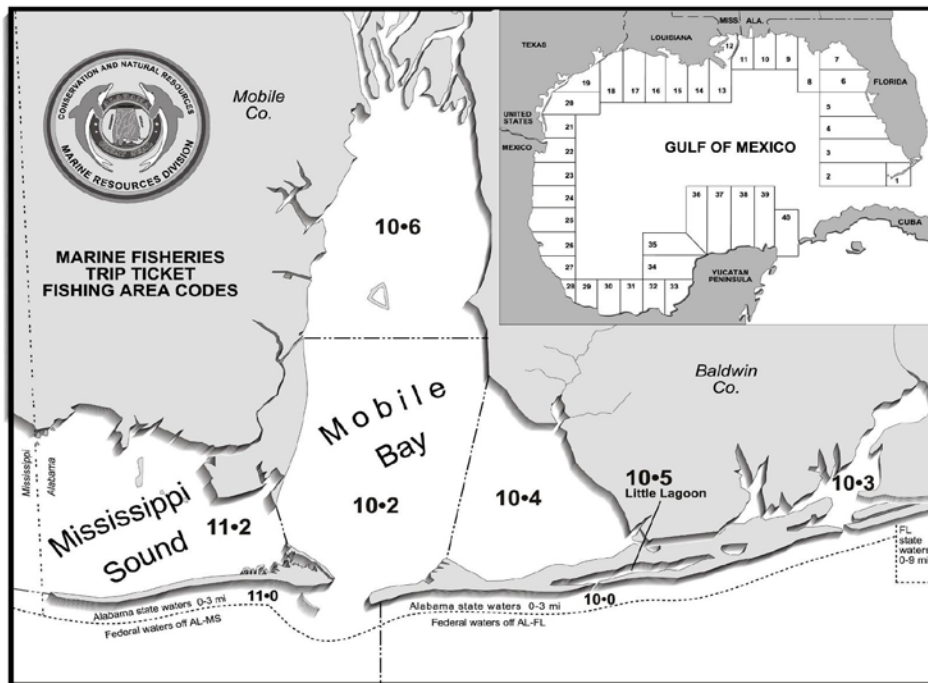 CONSERVATION AND NATURAL RESOURCES
MARINE RESOURCES DIVISION
Mobile
Co.
MARINE FISHERIES
TRIP TICKET
FISHING AREA CODES
TEXAS
LOUISIANA
MISS
ALA.
FLORIDA
UNITED
STATES
MEXICO
GULF OF MEXICO
CUBA
YUCATAN
PENINSULA
12
11
10
9
8
7
6
5
4
3
2
1
13
14
15
16
17
18
19
20
21
22
23
24
25
26
27
28
29
30
31
32
33
34
35
36
37
38
39
40
10•6
Mobile
Bay
10•2
10•4
Baldwin
Co.
10•5
Little Lagoon
10•3
Mississippi
Alabama
Mississippi
Sound
11•2
11•0
Alabama state waters 0-3 mi
Federal waters off AL-MS
10•0
Alabama state waters 0-3 mi
Federal waters off AL-FL
FL
state
waters
0-9 mi